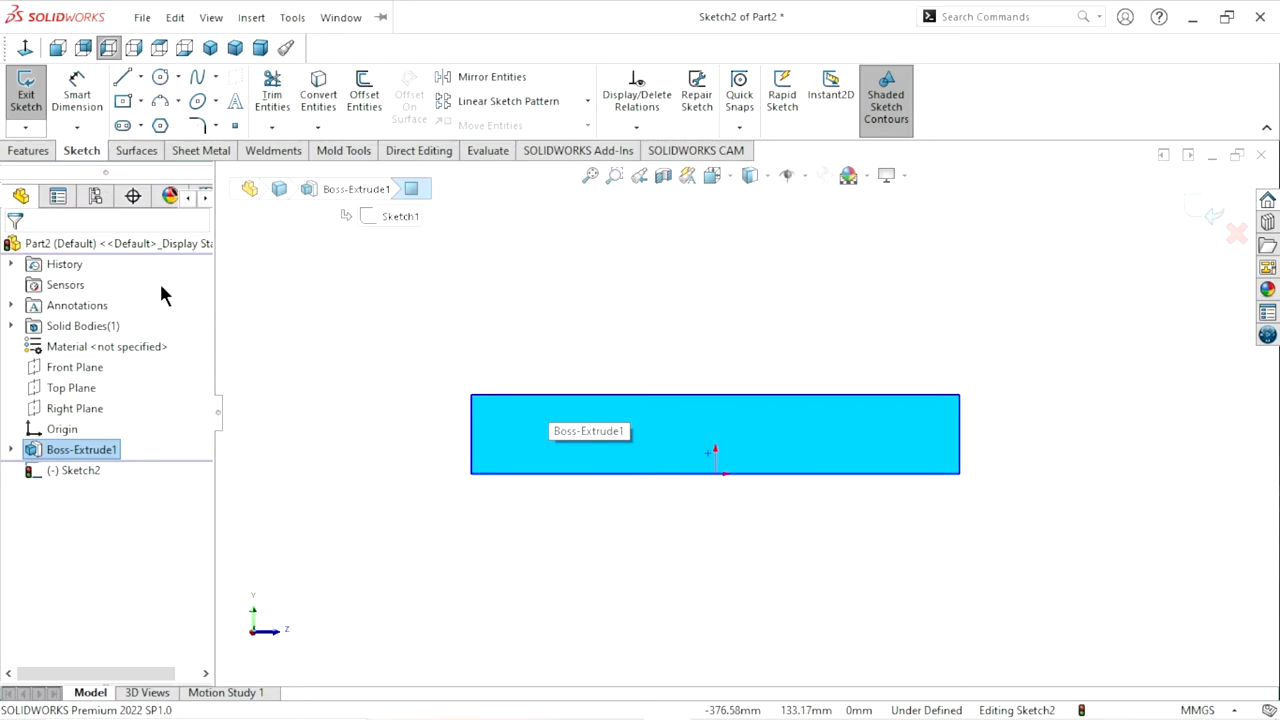 SOLIDWORKS File Edit View Insert Tools Window Sketch2 of Part2 * Search Commands
Exit Sketch Smart Dimension Trim Entities Convert Entities Offset Entities Offset On Surface Mirror Entities Linear Sketch Pattern Move Entities Display/Delete Relations Repair Sketch Quick Snaps Rapid Sketch Instant2D Shaded Sketch Contours
Features Sketch Surfaces Sheet Metal Weldments Mold Tools Direct Editing Evaluate SOLIDWORKS Add-Ins SOLIDWORKS CAM
Boss-Extrude1
Sketch1
Part2 (Default) <<Default>_Display Sta
History
Sensors
Annotations
Solid Bodies(1)
Material <not specified>
Front Plane
Top Plane
Right Plane
Origin
Boss-Extrude1
(-) Sketch2
Boss-Extrude1
Y
Z
Model 3D Views Motion Study 1
SOLIDWORKS Premium 2022 SP1.0 -376.58mm 133.17mm 0mm Under Defined Editing Sketch2 MMGS